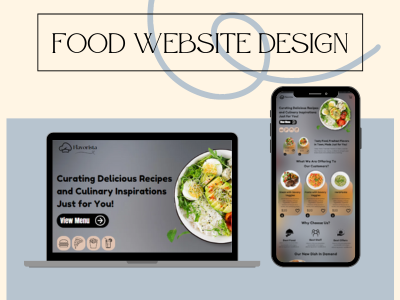 FOOD WEBSITE DESIGN
Flavorista
Curating Delicious Recipes
and Culinary Inspirations
Just for You!
View Menu
Curating Delicious Recipes
and Culinary Inspirations
Just For You!
View Menu
What We Are Offering To
Our Customers?
Why Choose Us?
Our New Dish In Demand